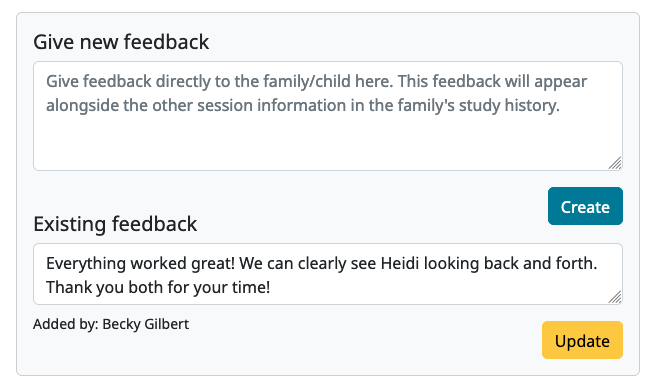 Give new feedback
Give feedback directly to the family/child here. This feedback will appear
alongside the other session information in the family's study history.
Create
Existing feedback
Everything worked great! We can clearly see Heidi looking back and forth.
Thank you both for your time!
Added by: Becky Gilbert
Update